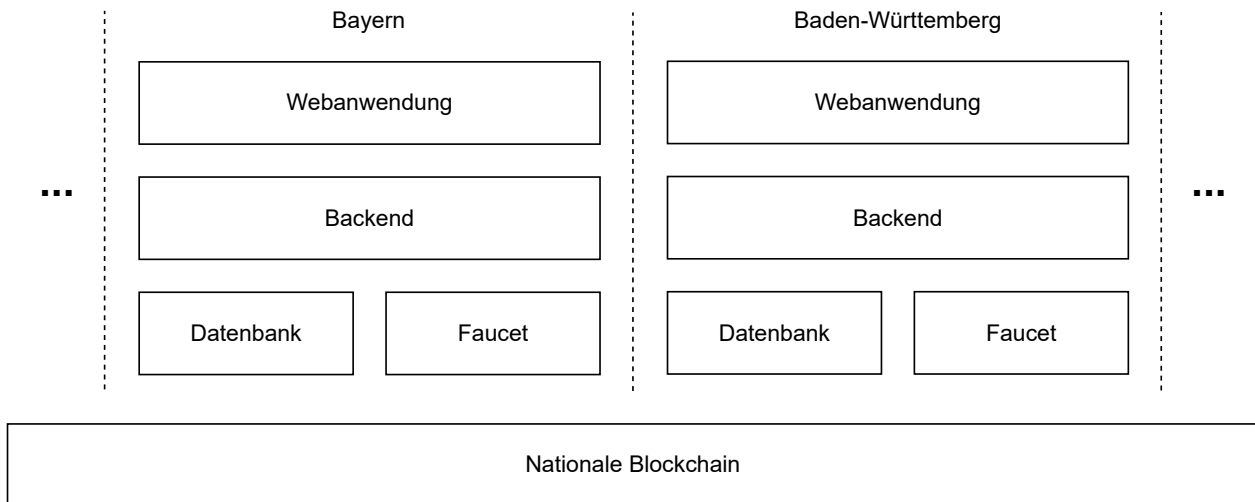 Bayern
Baden-Württemberg
Webanwendung
Webanwendung
...
...
Backend
Backend
Datenbank
Faucet
Datenbank
Faucet
Nationale Blockchain